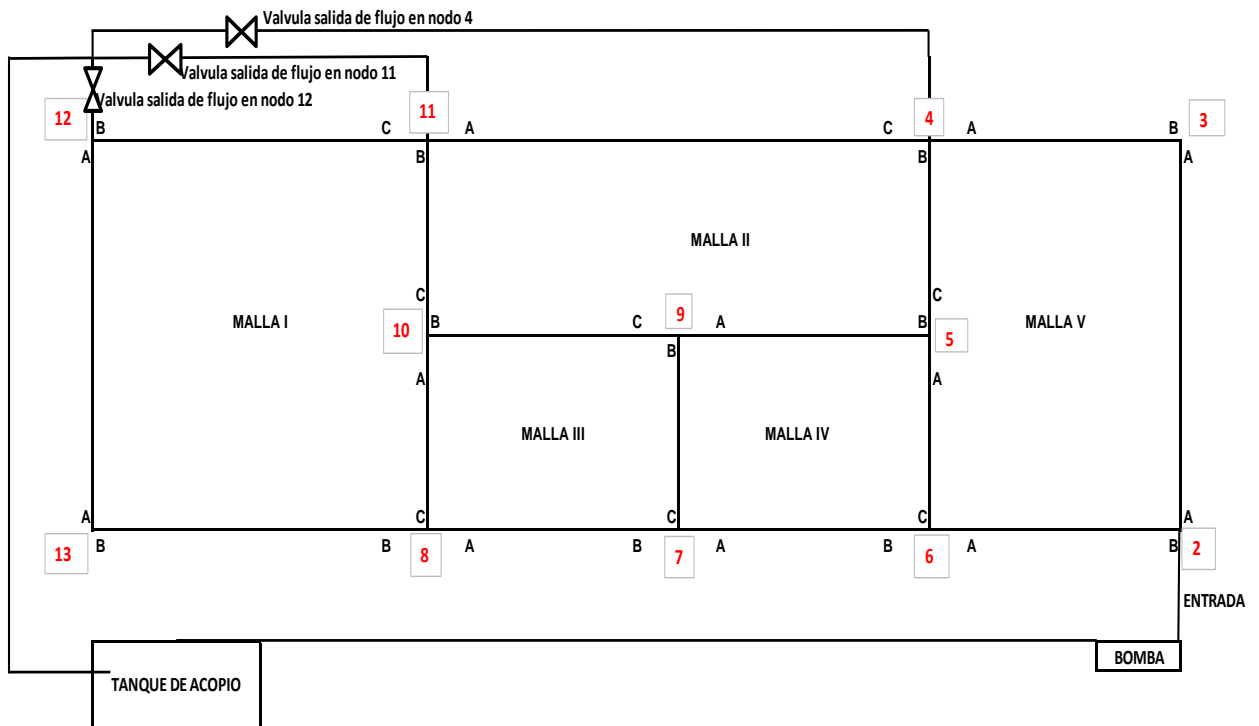 Valvula salida de flujo en nodo 4
Valvula salida de flujo en nodo 11
Valvula salida de flujo en nodo 12
12 B C 11 A C 4 A B 3
A B B A
MALLA II
C C
MALLA I 10 B C 9 A B 5 MALLA V
B
A A
MALLA III MALLA IV
A C C C A
13 B B 8 A B 7 A B 6 A B 2
ENTRADA
BOMBA
TANQUE DE ACOPIO